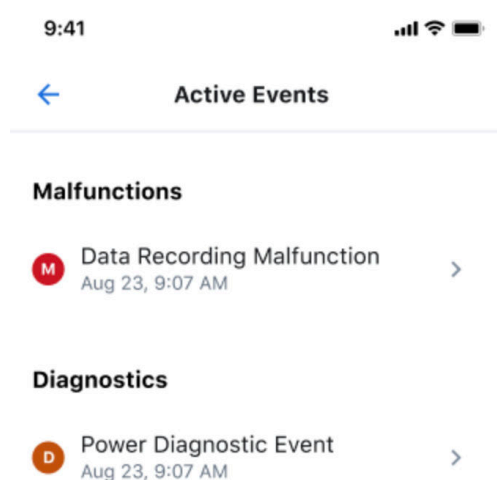 9:41
Active Events
Malfunctions
M
Data Recording Malfunction
Aug 23, 9:07 AM
Diagnostics
D
Power Diagnostic Event
Aug 23, 9:07 AM